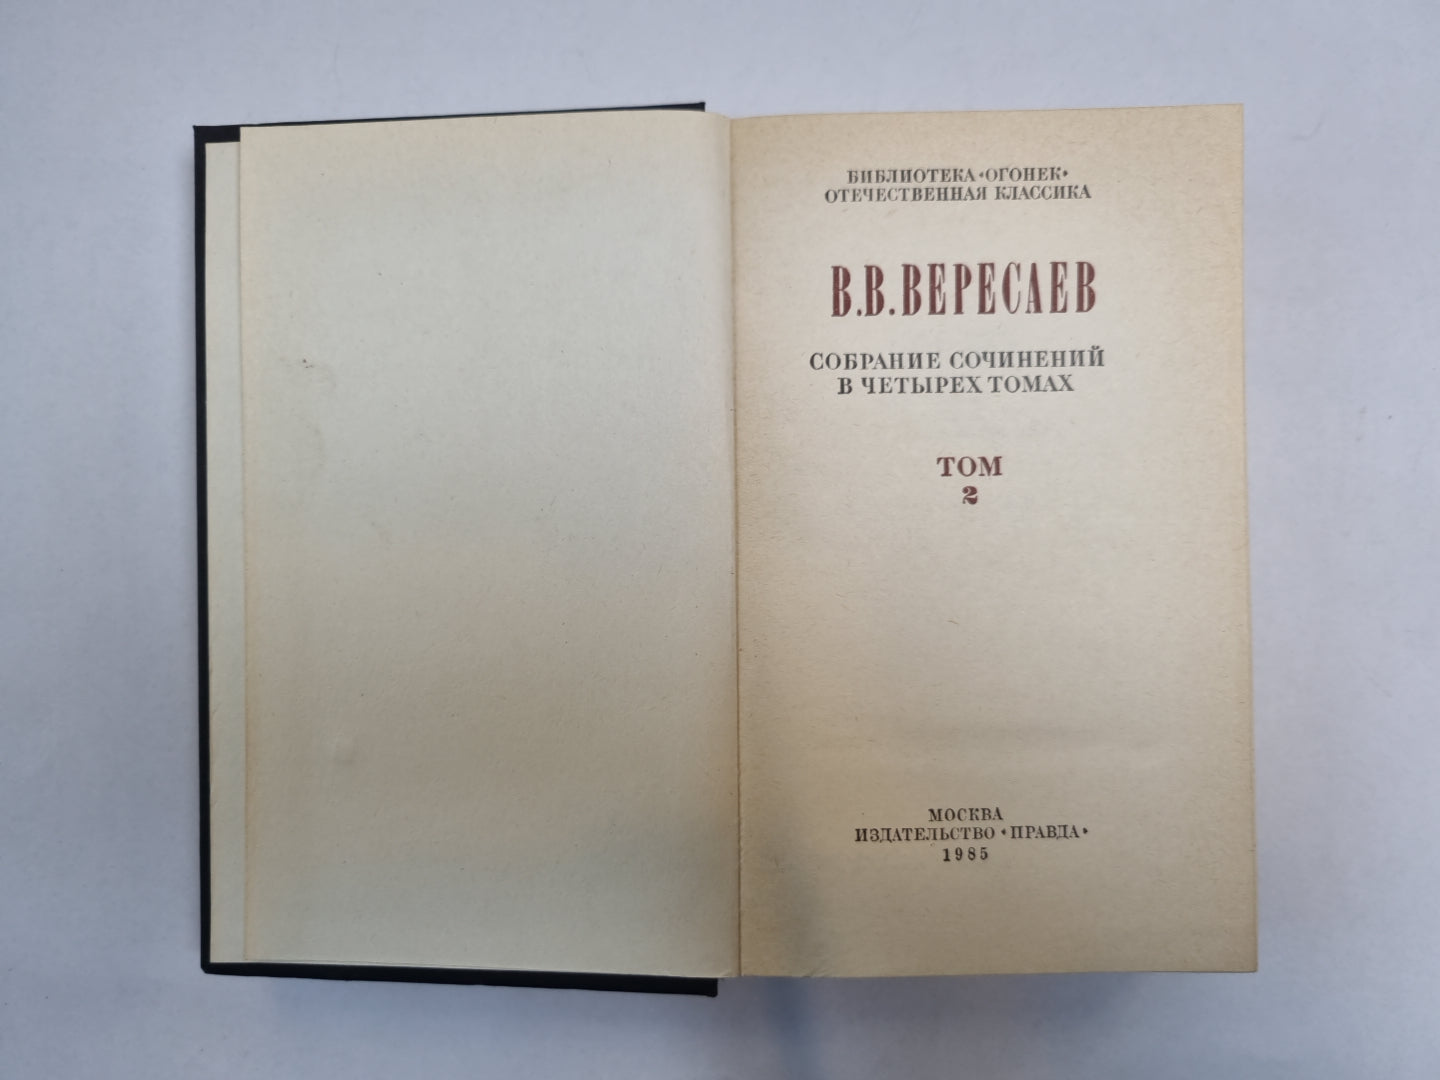 БИБЛИОТЕКА «ОГОНЕК»
ОТЕЧЕСТВЕННАЯ КЛАССИКА
В.В.ВЕРЕСАЕВ
СОБРАНИЕ СОЧИНЕНИЙ
В ЧЕТЫРЕХ ТОМАХ
ТОМ
2
МОСКВА
ИЗДАТЕЛЬСТВО «ПРАВДА»
1985